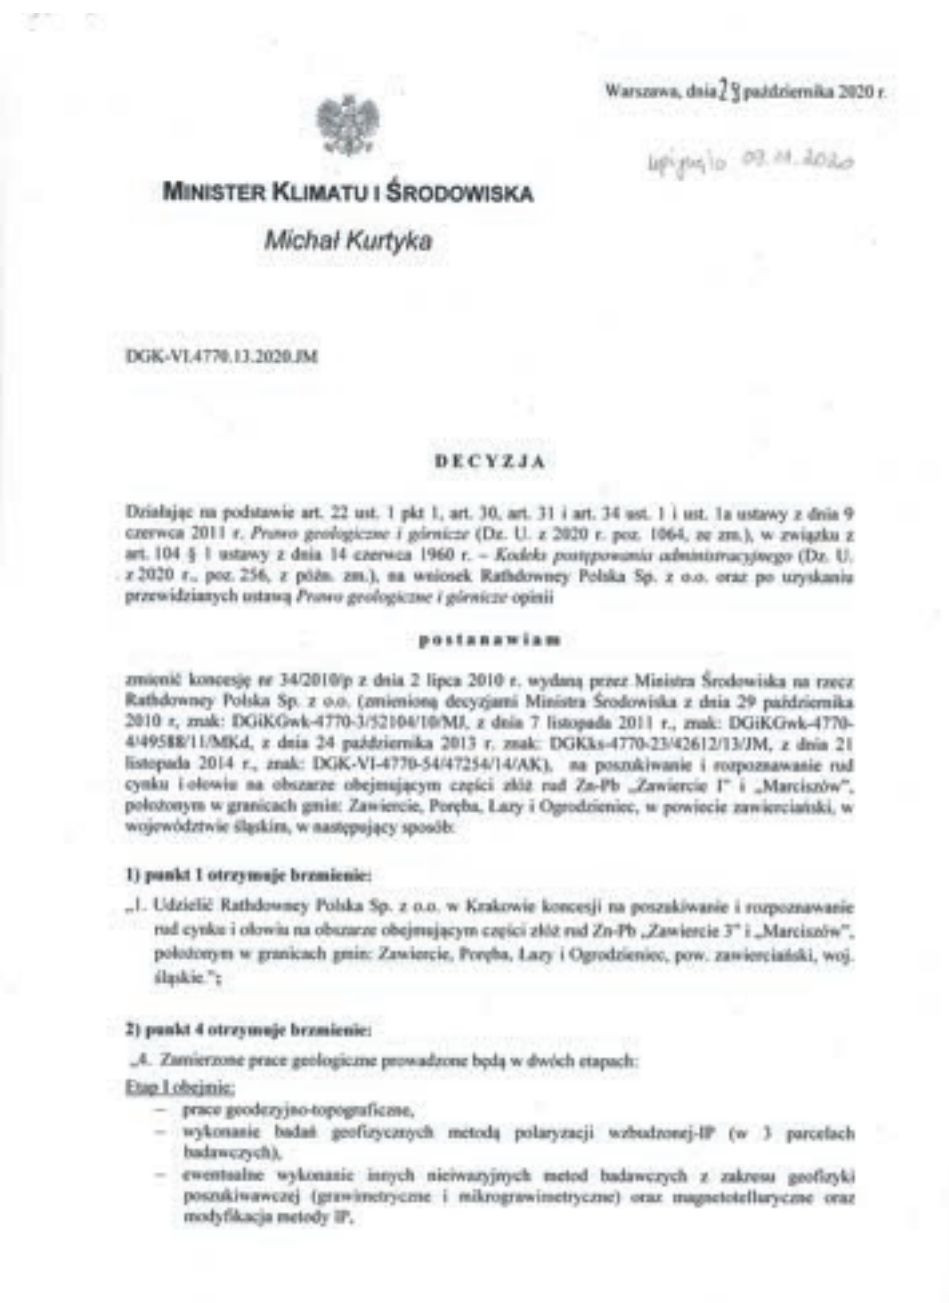 Warszawa, dnia 29 października 2020 r.
09.11.2020
MINISTER KLIMATU I ŚRODOWISKA
Michał Kurtyka
DGK-VI.4770.13.2020.JM
DECYZJA
Działając na podstawie art. 22 ust. 1 pkt 1, art. 30, art. 31 i art. 34 ust. 1 i ust. 1a ustawy z dnia 9
czerwca 2011 r. Prawo geologiczne i górnicze (Dz. U. z 2020 r. poz. 1064, ze zm.), w związku z
art. 104 § 1 ustawy z dnia 14 czerwca 1960 r. – Kodeks postępowania administracyjnego (Dz. U.
z 2020 r., poz. 256, z późn. zm.), na wniosek Rathdowney Polska Sp. z o.o. oraz po uzyskaniu
przewidzianych ustawą Prawo geologiczne i górnicze opinii
postanawiam
zmienić koncesję nr 34/2010/p z dnia 2 lipca 2010 r. wydaną przez Ministra Środowiska na rzecz
Rathdowney Polska Sp. z o.o. (zmienioną decyzjami Ministra Środowiska z dnia 29 października
2010 r, znak: DGiKGwk-4770-3/52104/10/MJ, z dnia 7 listopada 2011 r., znak: DGiKGwk-4770-
4/49588/11/MKd, z dnia 24 października 2013 r. znak: DGKks-4770-23/42612/13/JM, z dnia 21
listopada 2014 r., znak: DGK-VI-4770-54/47254/14/AK), na poszukiwanie i rozpoznawanie rud
cynku i ołowiu na obszarze obejmującym części złóż rud Zn-Pb „Zawiercie I” i „Marciszów”,
położonym w granicach gmin: Zawiercie, Poręba, Łazy i Ogrodzieniec, w powiecie zawierciański, w
województwie śląskim, w następujący sposób:
1) punkt 1 otrzymuje brzmienie:
„1. Udzielić Rathdowney Polska Sp. z o.o. w Krakowie koncesji na poszukiwanie i rozpoznawanie
rud cynku i ołowiu na obszarze obejmującym części złóż rud Zn-Pb „Zawiercie 3” i „Marciszów”,
położonym w granicach gmin: Zawiercie, Poręba, Łazy i Ogrodzieniec, pow. zawierciański, woj.
śląskie.”;
2) punkt 4 otrzymuje brzmienie:
„4. Zamierzone prace geologiczne prowadzone będą w dwóch etapach:
Etap I obejmie:
– prace geodezyjno-topograficzne,
– wykonanie badań geofizycznych metodą polaryzacji wzbudzonej-IP (w 3 parcelach
badawczych),
– ewentualne wykonanie innych nieinwazyjnych metod badawczych z zakresu geofizyki
poszukiwawczej (grawimetryczne i mikrograwimetryczne) oraz magnetotelluryczne oraz
modyfikacja metody IP,